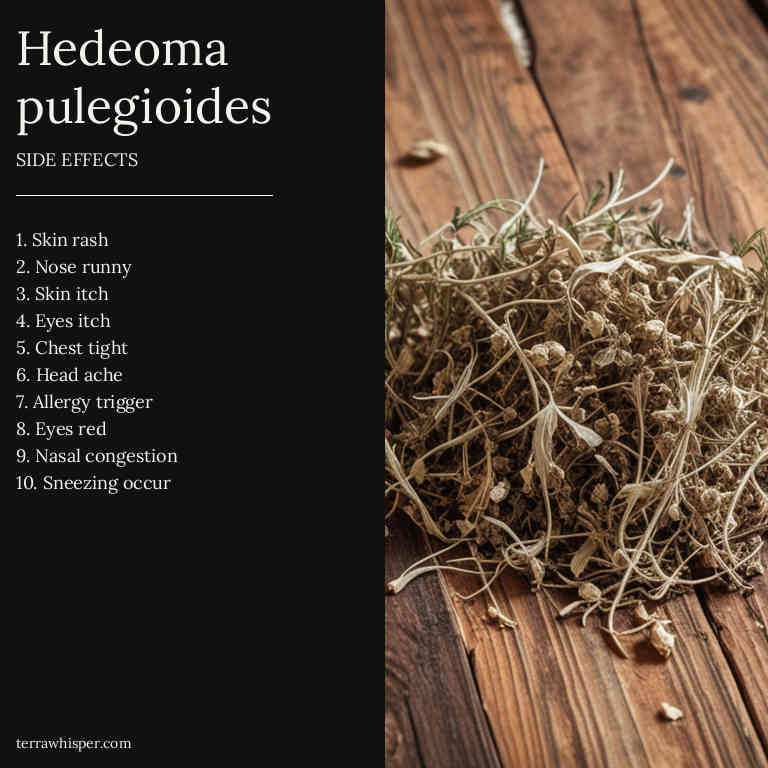 Hedeoma
pulegioides
SIDE EFFECTS
1. Skin rash
2. Nose runny
3. Skin itch
4. Eyes itch
5. Chest tight
6. Head ache
7. Allergy trigger
8. Eyes red
9. Nasal congestion
10. Sneezing occur
terrawhisper.com